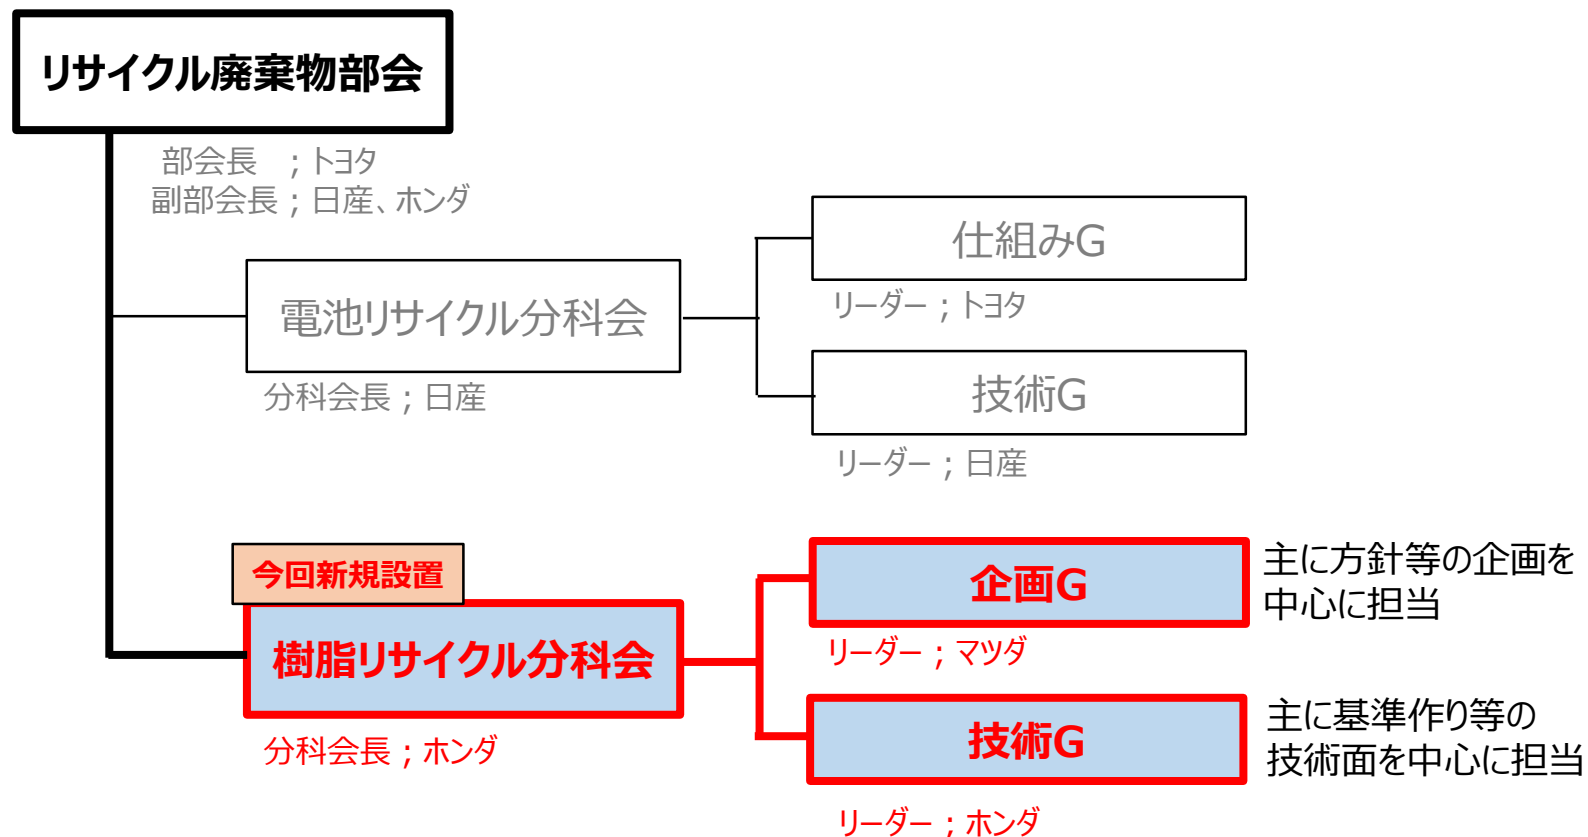 リサイクル廃棄物部会
部会長　；トヨタ
副部会長；日産、ホンダ
仕組みG
リーダー；トヨタ
電池リサイクル分科会
分科会長；日産
技術G
リーダー；日産
今回新規設置
樹脂リサイクル分科会
分科会長；ホンダ
企画G
リーダー；マツダ
主に方針等の企画を
中心に担当
技術G
リーダー；ホンダ
主に基準作り等の
技術面を中心に担当